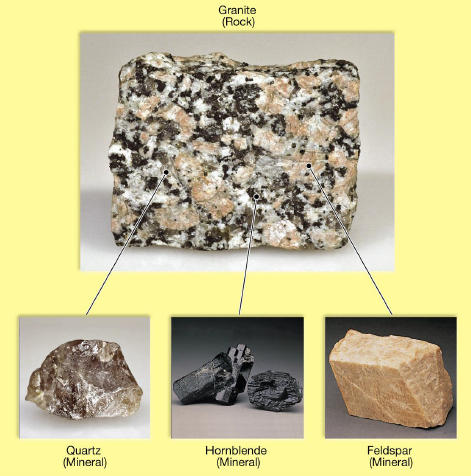 Granite
(Rock)
Quartz
(Mineral)
Hornblende
(Mineral)
Feldspar
(Mineral)